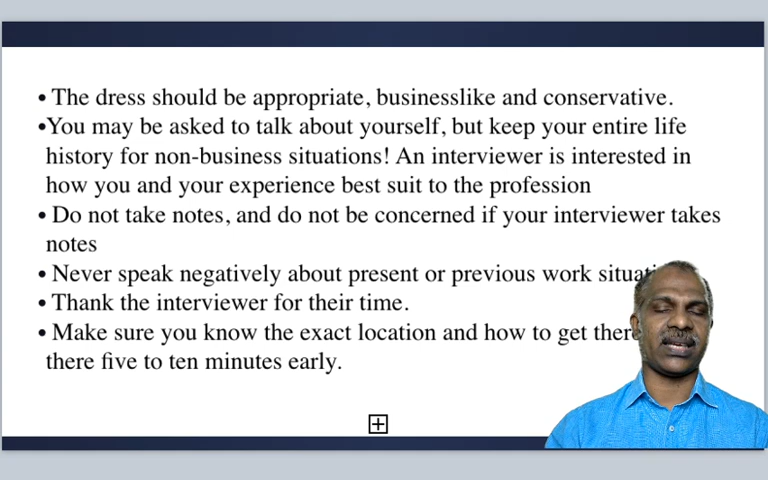 • The dress should be appropriate, businesslike and conservative.
•You may be asked to talk about yourself, but keep your entire life
history for non-business situations! An interviewer is interested in
how you and your experience best suit to the profession
• Do not take notes, and do not be concerned if your interviewer takes
notes
• Never speak negatively about present or previous work
• Thank the interviewer for their time.
• Make sure you know the exact location and how to get
there five to ten minutes early.